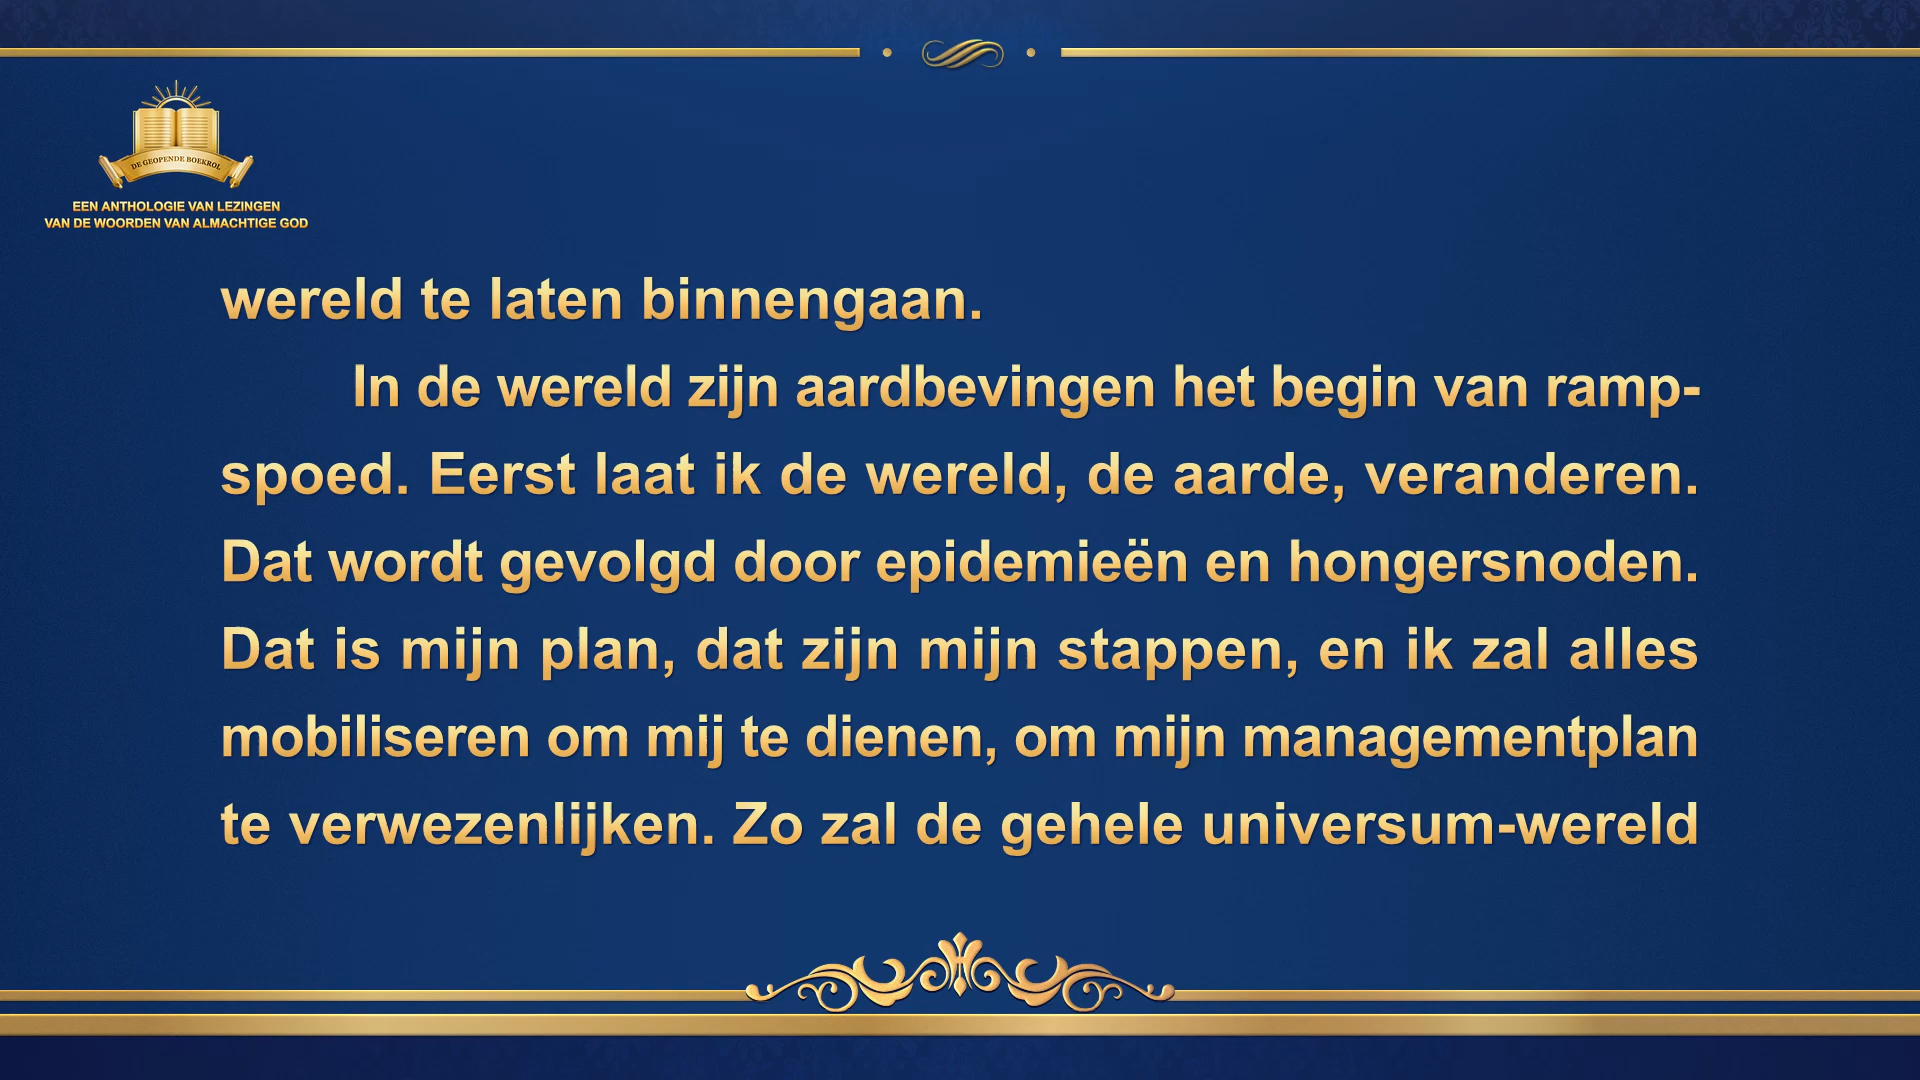 DE GEOPENDE BOEKROL
EEN ANTHOLOGIE VAN LEZINGEN
VAN DE WOORDEN VAN ALMACHTIGE GOD
wereld te laten binnengaan.
In de wereld zijn aardbevingen het begin van ramp-
spoed. Eerst laat ik de wereld, de aarde, veranderen.
Dat wordt gevolgd door epidemieën en hongersnoden.
Dat is mijn plan, dat zijn mijn stappen, en ik zal alles
mobiliseren om mij te dienen, om mijn managementplan
te verwezenlijken. Zo zal de gehele universum-wereld